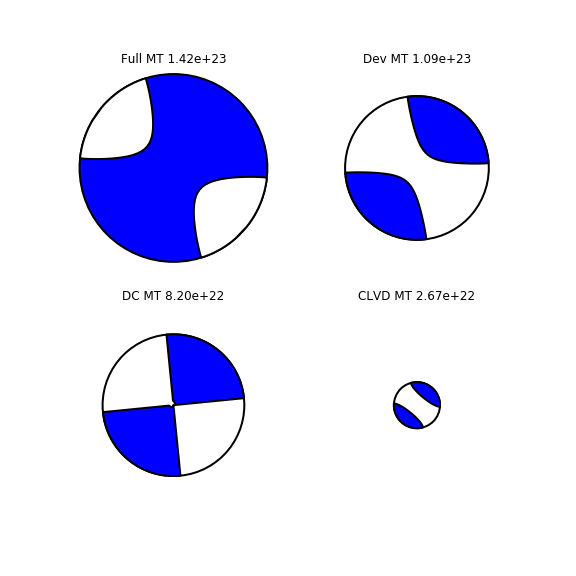 Full MT 1.42e+23
Dev MT 1.09e+23
DC MT 8.20e+22
CLVD MT 2.67e+22